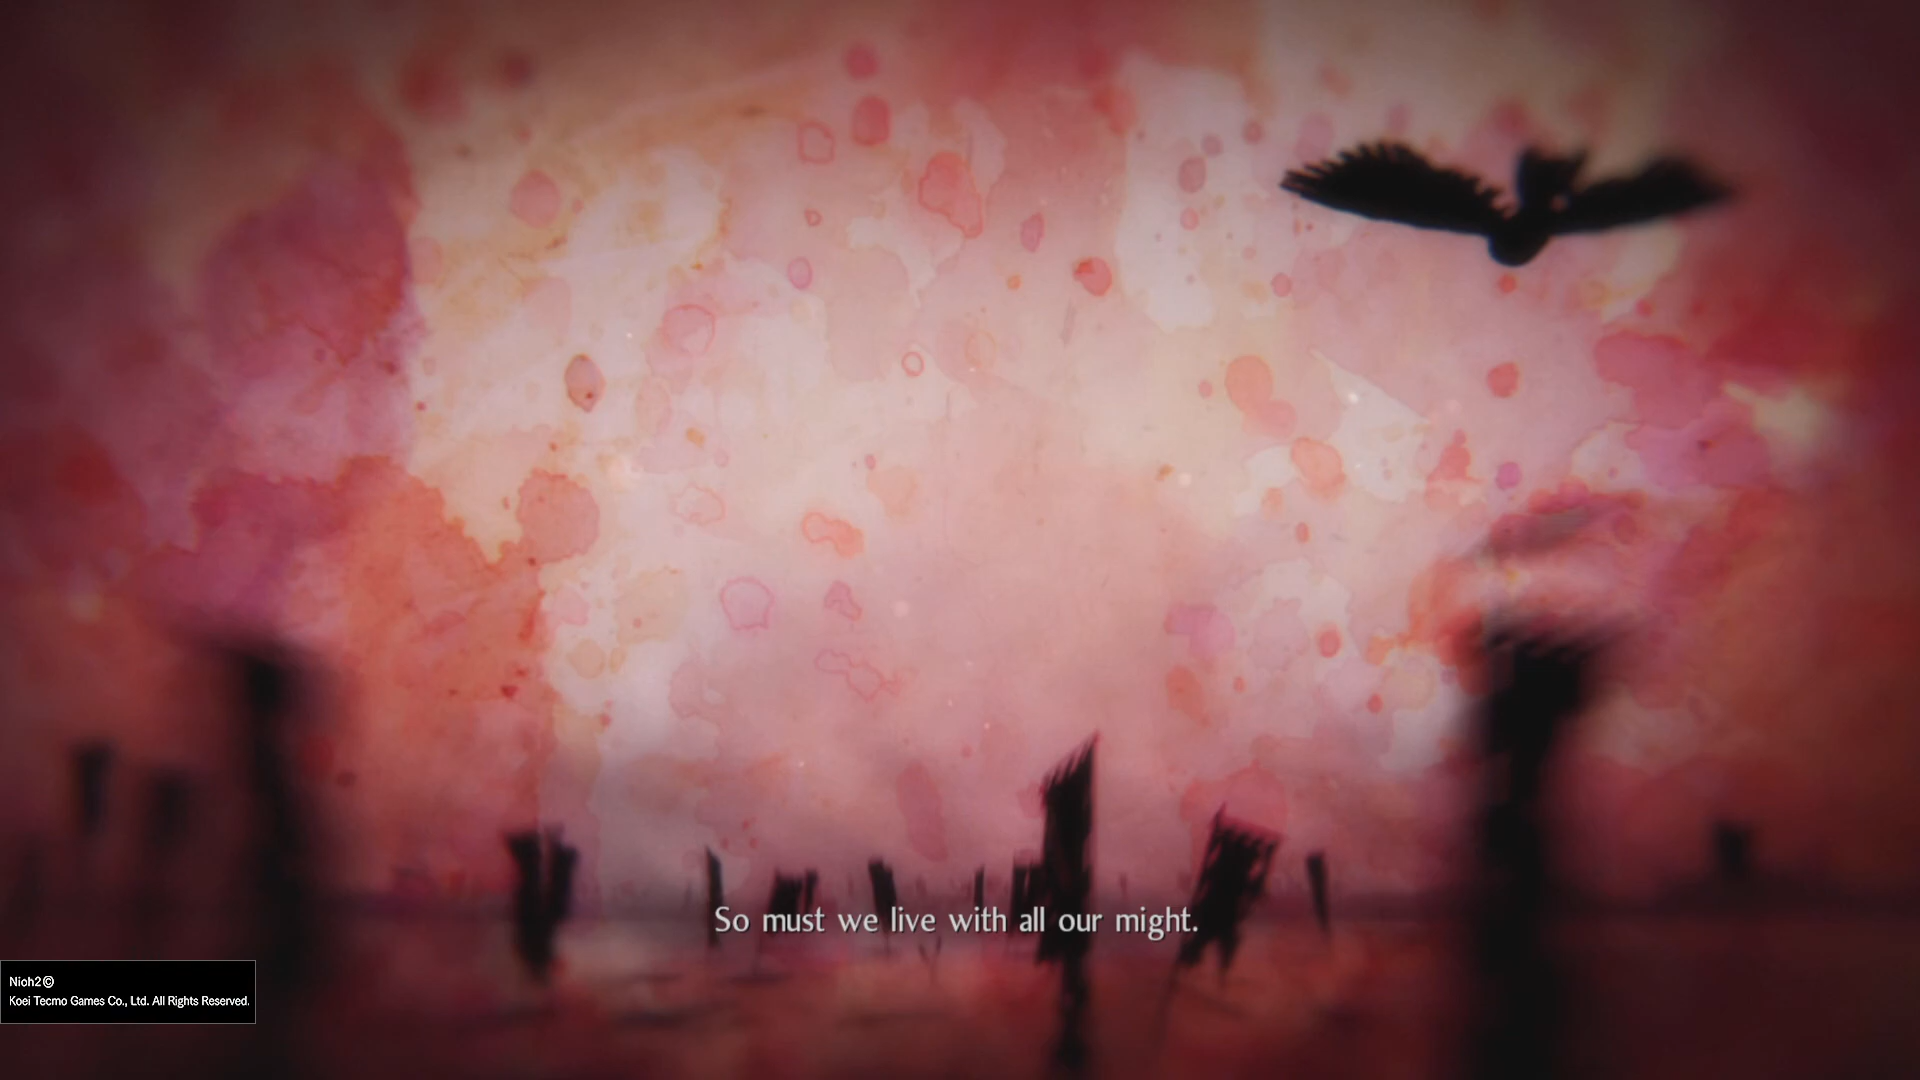 So must we live with all our might.
Nioh2©
Koei Tecmo Games Co., Ltd. All Rights Reserved.